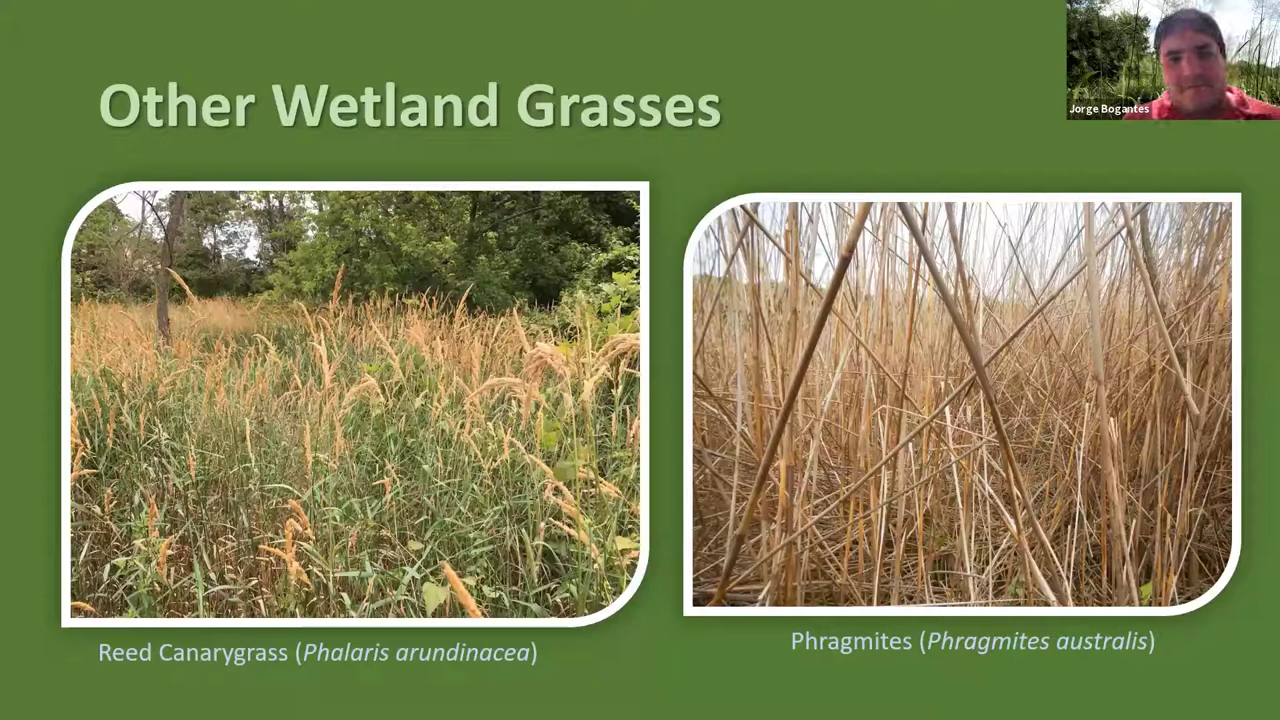 Other Wetland Grasses
Jorge Bogantes
Reed Canarygrass (Phalaris arundinacea)
Phragmites (Phragmites australis)